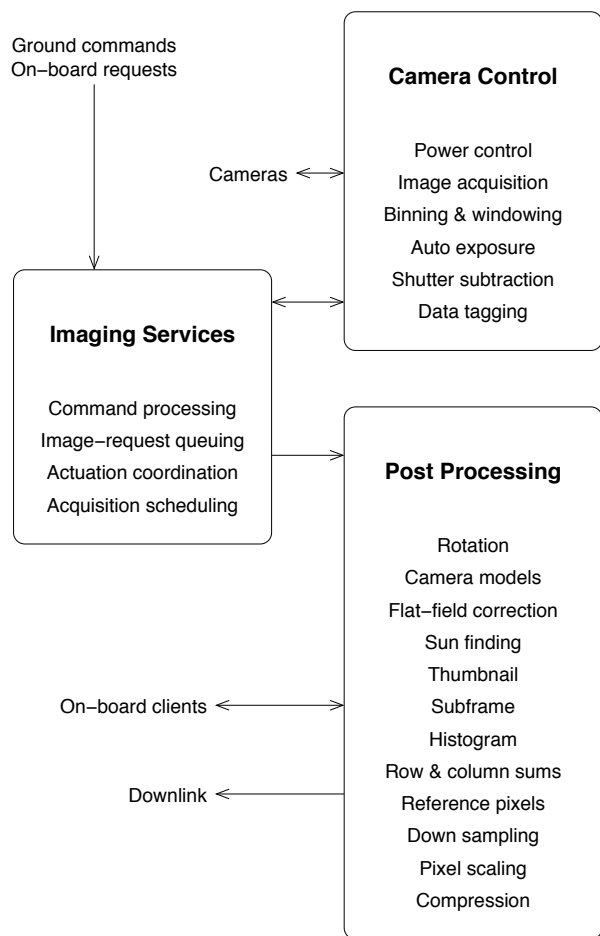 Ground commands
On−board requests
Camera Control
Power control
Cameras
Image acquisition
Binning & windowing
Auto exposure
Shutter subtraction
Data tagging
Imaging Services
Command processing
Image−request queuing
Actuation coordination
Acquisition scheduling
Post Processing
Rotation
Camera models
Flat−field correction
Sun finding
Thumbnail
Subframe
Histogram
Row & column sums
Reference pixels
Down sampling
Pixel scaling
Compression
On−board clients
Downlink